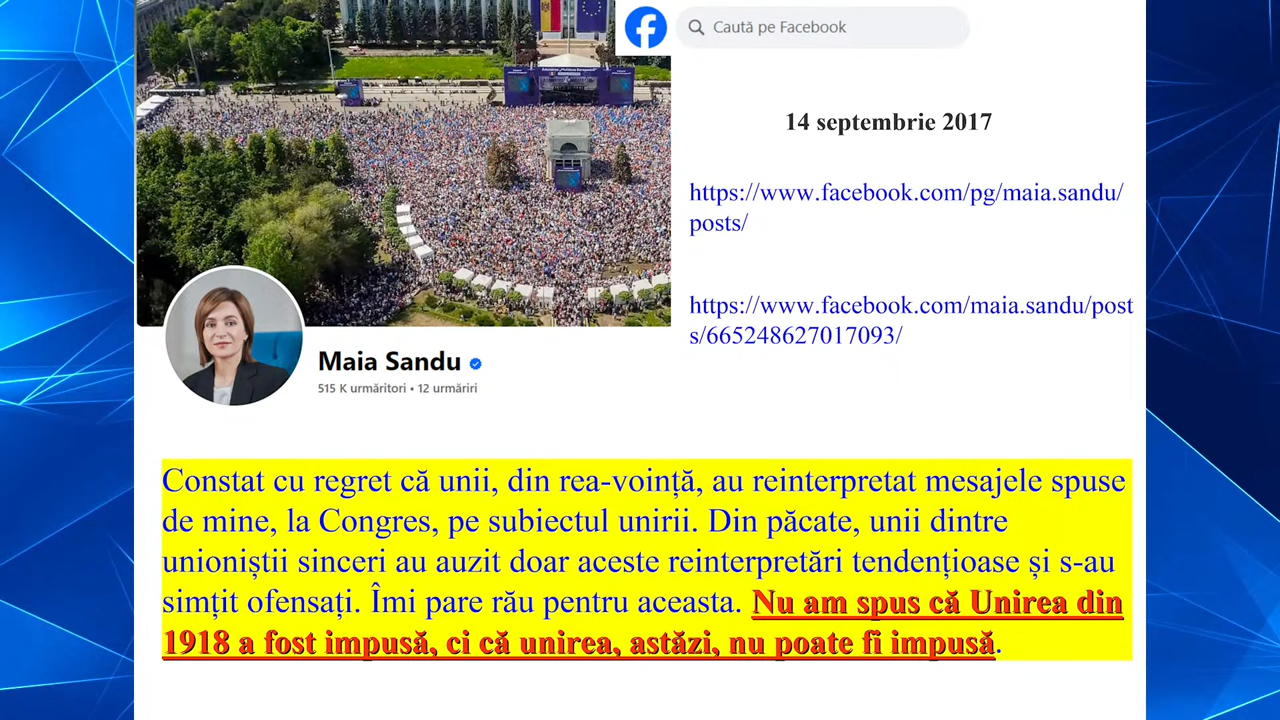 Caută pe Facebook
14 septembrie 2017
https://www.facebook.com/pg/maia.sandu/
posts/
https://www.facebook.com/maia.sandu/post
s/665248627017093/
Maia Sandu
515 K urmăritori • 12 urmăriri
Constat cu regret că unii, din rea-voință, au reinterpretat mesajele spuse
de mine, la Congres, pe subiectul unirii. Din păcate, unii dintre
unioniștii sinceri au auzit doar aceste reinterpretări tendențioase și s-au
simțit ofensați. Îmi pare rău pentru aceasta. Nu am spus că Unirea din
1918 a fost impusă, ci că unirea, astăzi, nu poate fi impusă.